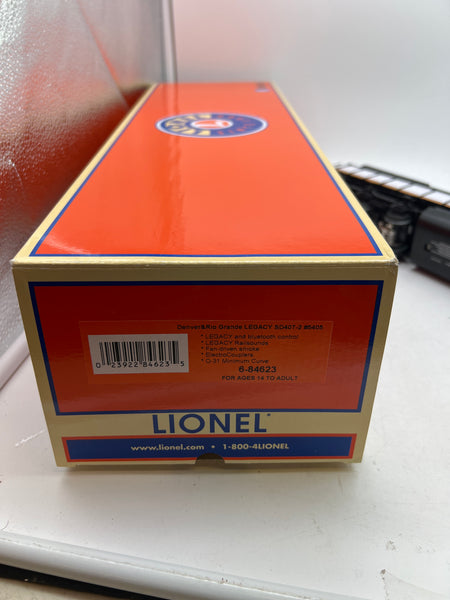 LIONEL
Denver&Rio Grande LEGACY SD40T-2 #5405
* LEGACY and bluetooth control
* LEGACY Railsounds
* Fan driven smoke
* ElectroCouplers
* O-31 Minimum Curve
6-84623
FOR AGES 14 TO ADULT
0 23922 84623 5
LIONEL®
www.lionel.com • 1-800-4LIONEL